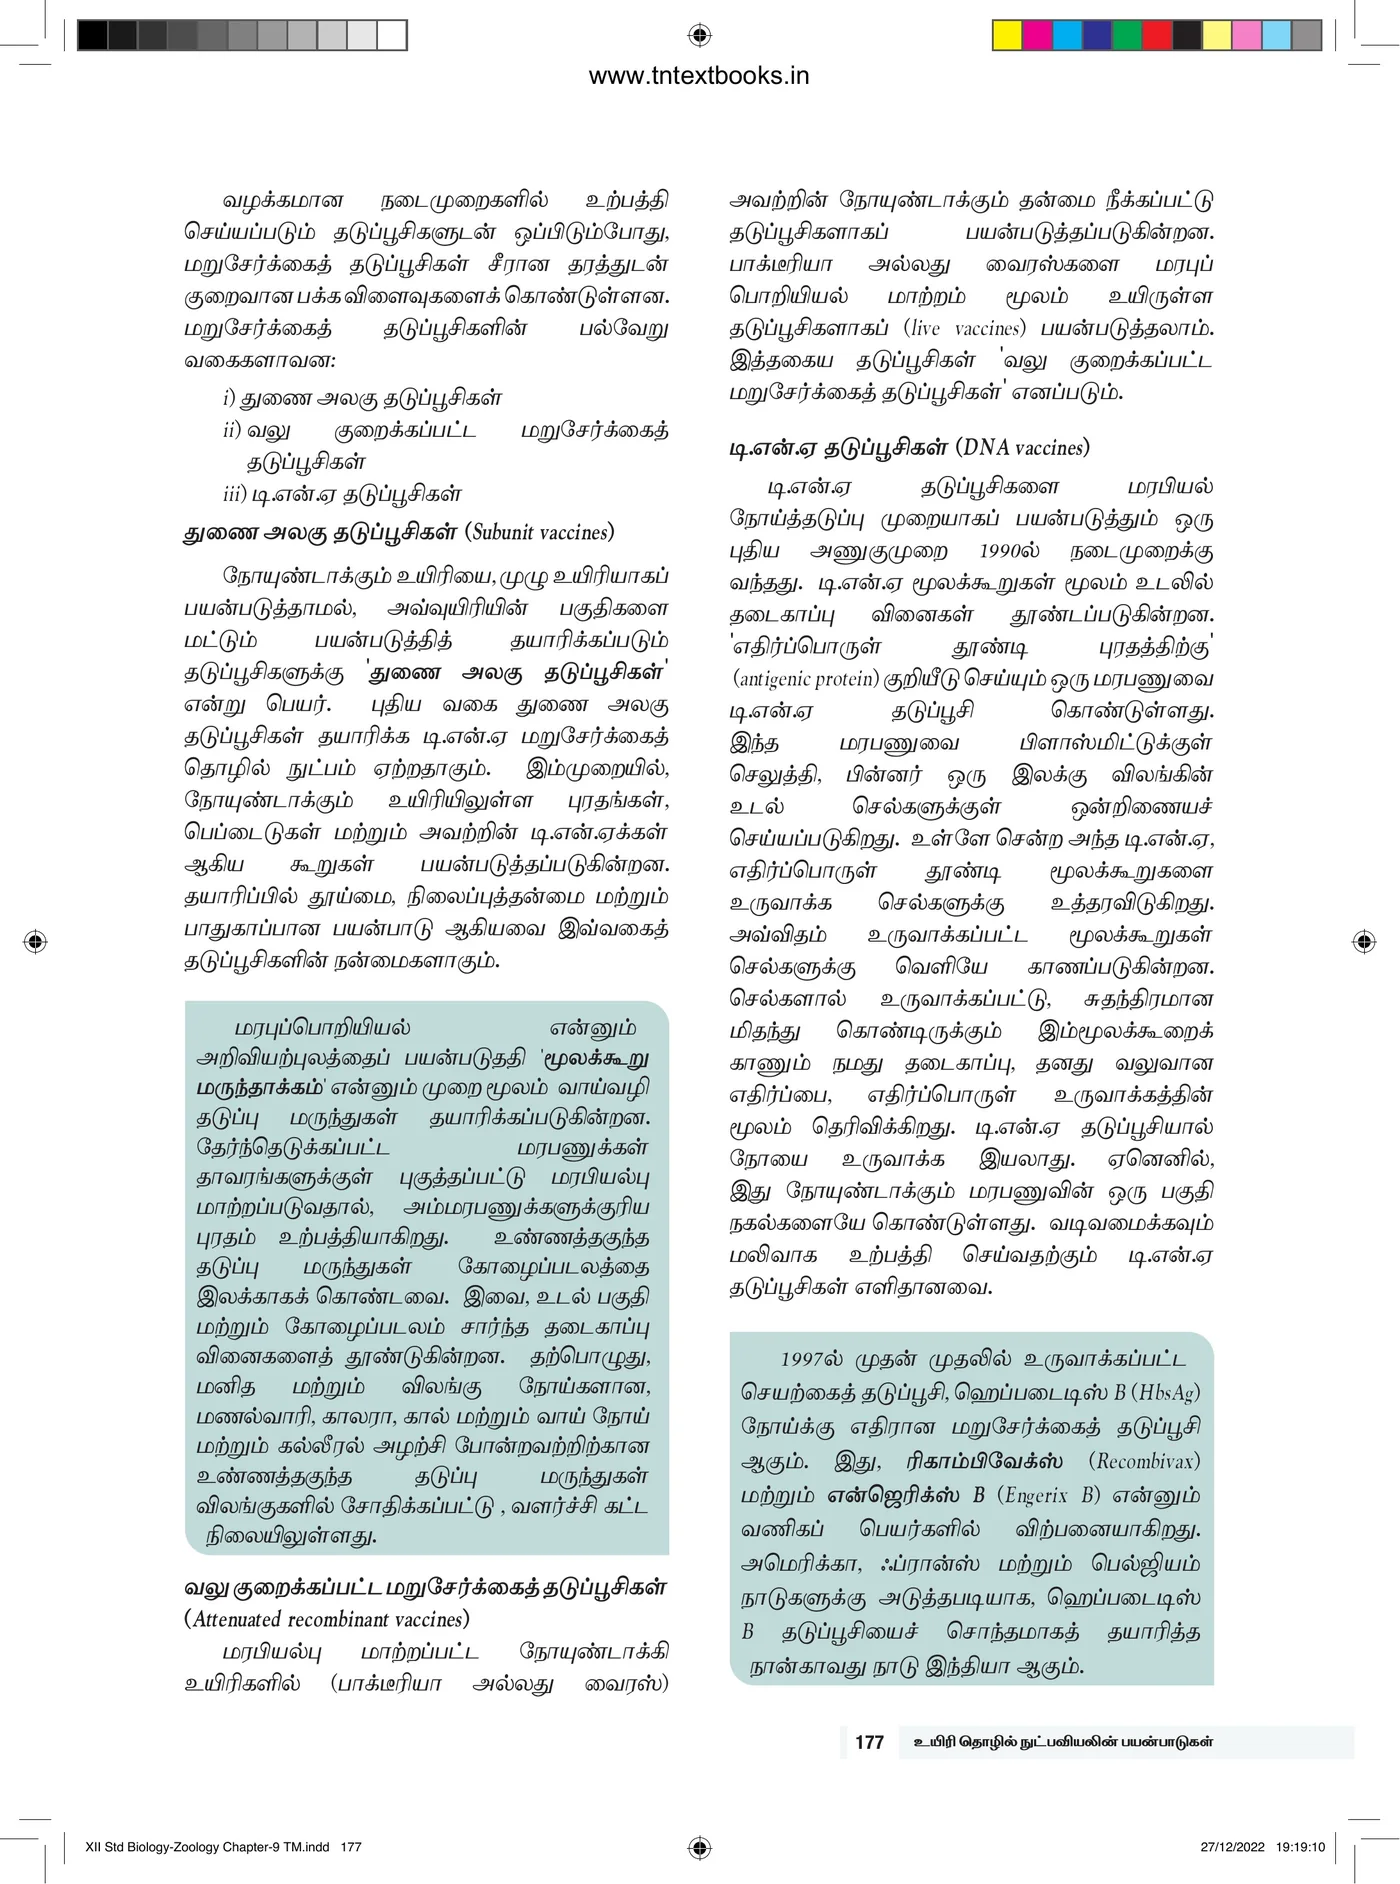 www.tntextbooks.in
வழக்கமான நடைமுறைகளில் உற்பத்தி
செய்யப்படும் தடுப்பூசிகளுடன் ஒப்பிடும்போது,
மறுசேர்க்கைத் தடுப்பூசிகள் சீரான தரத்துடன்
குறைவான பக்க விளைவுகளைக் கொண்டுள்ளன.
மறுசேர்க்கைத் தடுப்பூசிகளின் பல்வேறு
வகைகளாவன:
i) துணை அலகு தடுப்பூசிகள்
ii) வலு குறைக்கப்பட்ட மறுசேர்க்கைத்
தடுப்பூசிகள்
iii) டி.என்.ஏ தடுப்பூசிகள்
துணை அலகு தடுப்பூசிகள் (Subunit vaccines)
நோயுண்டாக்கும் உயிரியை, முழு உயிரியாகப்
பயன்படுத்தாமல், அவ்வுயிரியின் பகுதிகளை
மட்டும் பயன்படுத்தித் தயாரிக்கப்படும்
தடுப்பூசிகளுக்கு 'துணை அலகு தடுப்பூசிகள்'
என்று பெயர். புதிய வகை துணை அலகு
தடுப்பூசிகள் தயாரிக்க டி.என்.ஏ மறுசேர்க்கைத்
தொழில் நுட்பம் ஏற்றதாகும். இம்முறையில்,
நோயுண்டாக்கும் உயிரியிலுள்ள புரதங்கள்,
பெப்டைடுகள் மற்றும் அவற்றின் டி.என்.ஏக்கள்
ஆகிய கூறுகள் பயன்படுத்தப்படுகின்றன.
தயாரிப்பில் தூய்மை, நிலைப்புத்தன்மை மற்றும்
பாதுகாப்பான பயன்பாடு ஆகியவை இவ்வகைத்
தடுப்பூசிகளின் நன்மைகளாகும்.
மரபுப்பொறியியல் என்னும்
அறிவியற்புலத்தைப் பயன்படுததி 'மூலக்கூறு
மருந்தாக்கம்' என்னும் முறை மூலம் வாய்வழி
தடுப்பு மருந்துகள் தயாரிக்கப்படுகின்றன.
தேர்ந்தெடுக்கப்பட்ட மரபணுக்கள்
தாவரங்களுக்குள் புகுத்தப்பட்டு மரபியல்பு
மாற்றப்படுவதால், அம்மரபணுக்களுக்குரிய
புரதம் உற்பத்தியாகிறது. உண்ணத்தகுந்த
தடுப்பு மருந்துகள் கோழைப்படலத்தை
இலக்காகக் கொண்டவை. இவை, உடல் பகுதி
மற்றும் கோழைப்படலம் சார்ந்த தடைகாப்பு
வினைகளைத் தூண்டுகின்றன. தற்பொழுது,
மனித மற்றும் விலங்கு நோய்களான,
மணல்வாரி, காலரா, கால் மற்றும் வாய் நோய்
மற்றும் கல்லீரல் அழற்சி போன்றவற்றிற்கான
உண்ணத்தகுந்த தடுப்பு மருந்துகள்
விலங்குகளில் சோதிக்கப்பட்டு , வளர்ச்சி கட்ட
நிலையிலுள்ளது.
வலு குறைக்கப்பட்ட மறுசேர்க்கைத் தடுப்பூசிகள்
(Attenuated recombinant vaccines)
மரபியல்பு மாற்றப்பட்ட நோயுண்டாக்கி
உயிரிகளில் (பாக்டீரியா அல்லது வைரஸ்)
அவற்றின் நோயுண்டாக்கும் தன்மை நீக்கப்பட்டு
தடுப்பூசிகளாகப் பயன்படுத்தப்படுகின்றன.
பாக்டீரியா அல்லது வைரஸ்களை மரபுப்
பொறியியல் மாற்றம் மூலம் உயிருள்ள
தடுப்பூசிகளாகப் (live vaccines) பயன்படுத்தலாம்.
இத்தகைய தடுப்பூசிகள் 'வலு குறைக்கப்பட்ட
மறுசேர்க்கைத் தடுப்பூசிகள்' எனப்படும்.
டி.என்.ஏ தடுப்பூசிகள் (DNA vaccines)
டி.என்.ஏ தடுப்பூசிகளை மரபியல்
நோய்த்தடுப்பு முறையாகப் பயன்படுத்தும் ஒரு
புதிய அணுகுமுறை 1990ல் நடைமுறைக்கு
வந்தது. டி.என்.ஏ மூலக்கூறுகள் மூலம் உடலில்
தடைகாப்பு வினைகள் தூண்டப்படுகின்றன.
'எதிர்ப்பொருள் தூண்டி புரதத்திற்கு'
(antigenic protein) குறியீடு செய்யும் ஒரு மரபணுவை
டி.என்.ஏ தடுப்பூசி கொண்டுள்ளது.
இந்த மரபணுவை பிளாஸ்மிட்டுக்குள்
செலுத்தி, பின்னர் ஒரு இலக்கு விலங்கின்
உடல் செல்களுக்குள் ஒன்றிணையச்
செய்யப்படுகிறது. உள்ளே சென்ற அந்த டி.என்.ஏ,
எதிர்ப்பொருள் தூண்டி மூலக்கூறுகளை
உருவாக்க செல்களுக்கு உத்தரவிடுகிறது.
அவ்விதம் உருவாக்கப்பட்ட மூலக்கூறுகள்
செல்களுக்கு வெளியே காணப்படுகின்றன.
செல்களால் உருவாக்கப்பட்டு, சுதந்திரமான
மிதந்து கொண்டிருக்கும் இம்மூலக்கூறைக்
காணும் நமது தடைகாப்பு, தனது வலுவான
எதிர்ப்பை, எதிர்ப்பொருள் உருவாக்கத்தின்
மூலம் தெரிவிக்கிறது. டி.என்.ஏ தடுப்பூசியால்
நோயை உருவாக்க இயலாது. ஏனெனில்,
இது நோயுண்டாக்கும் மரபணுவின் ஒரு பகுதி
நகல்களையே கொண்டுள்ளது. வடிவமைக்கவும்
மலிவாக உற்பத்தி செய்வதற்கும் டி.என்.ஏ
தடுப்பூசிகள் எளிதானவை.
1997ல் முதன் முதலில் உருவாக்கப்பட்ட
செயற்கைத் தடுப்பூசி, ஹெப்படைடிஸ் B (HbsAg)
நோய்க்கு எதிரான மறுசேர்க்கைத் தடுப்பூசி
ஆகும். இது, ரிகாம்பிவேக்ஸ் (Recombivax)
மற்றும் என்ஜெரிக்ஸ் B (Engerix B) என்னும்
வணிகப் பெயர்களில் விற்பனையாகிறது.
அமெரிக்கா, ஃப்ரான்ஸ் மற்றும் பெல்ஜியம்
நாடுகளுக்கு அடுத்தபடியாக, ஹெப்படைடிஸ்
B தடுப்பூசியைச் சொந்தமாகத் தயாரித்த
நான்காவது நாடு இந்தியா ஆகும்.
177 உயிரி தொழில் நுட்பவியலின் பயன்பாடுகள்
XII Std Biology-Zoology Chapter-9 TM.indd 177 27/12/2022 19:19:10